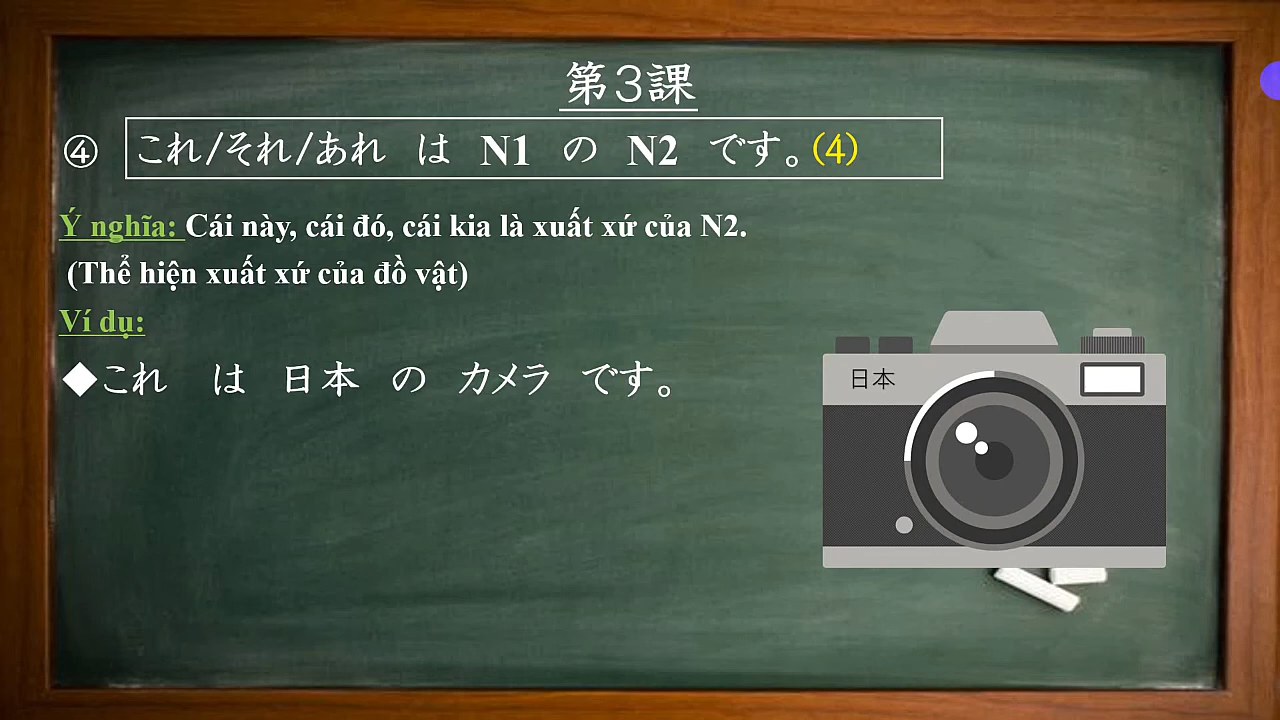 第3課
④ これ/それ/あれ は N1 の N2 です。(4)
Ý nghĩa: Cái này, cái đó, cái kia là xuất xứ của N2.
(Thể hiện xuất xứ của đồ vật)
Ví dụ:
◆これ は 日本 の カメラ です。
日本